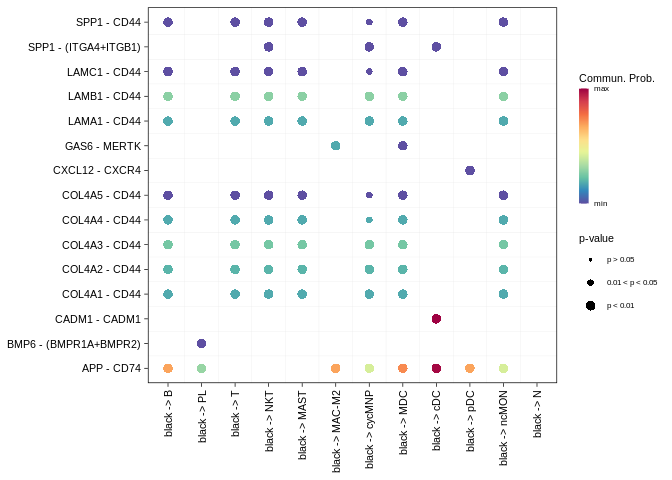 SPP1 - CD44
SPP1 - (ITGA4+ITGB1)
LAMC1 - CD44
LAMB1 - CD44
LAMA1 - CD44
GAS6 - MERTK
CXCL12 - CXCR4
COL4A5 - CD44
COL4A4 - CD44
COL4A3 - CD44
COL4A2 - CD44
COL4A1 - CD44
CADM1 - CADM1
BMP6 - (BMPR1A+BMPR2)
APP - CD74
black -> B
black -> PL
black -> T
black -> NKT
black -> MAST
black -> MAC-M2
black -> cycMNP
black -> MDC
black -> cDC
black -> pDC
black -> ncMON
black -> N
Commun. Prob.
max
min
p-value
p > 0.05
0.01 < p < 0.05
p < 0.01